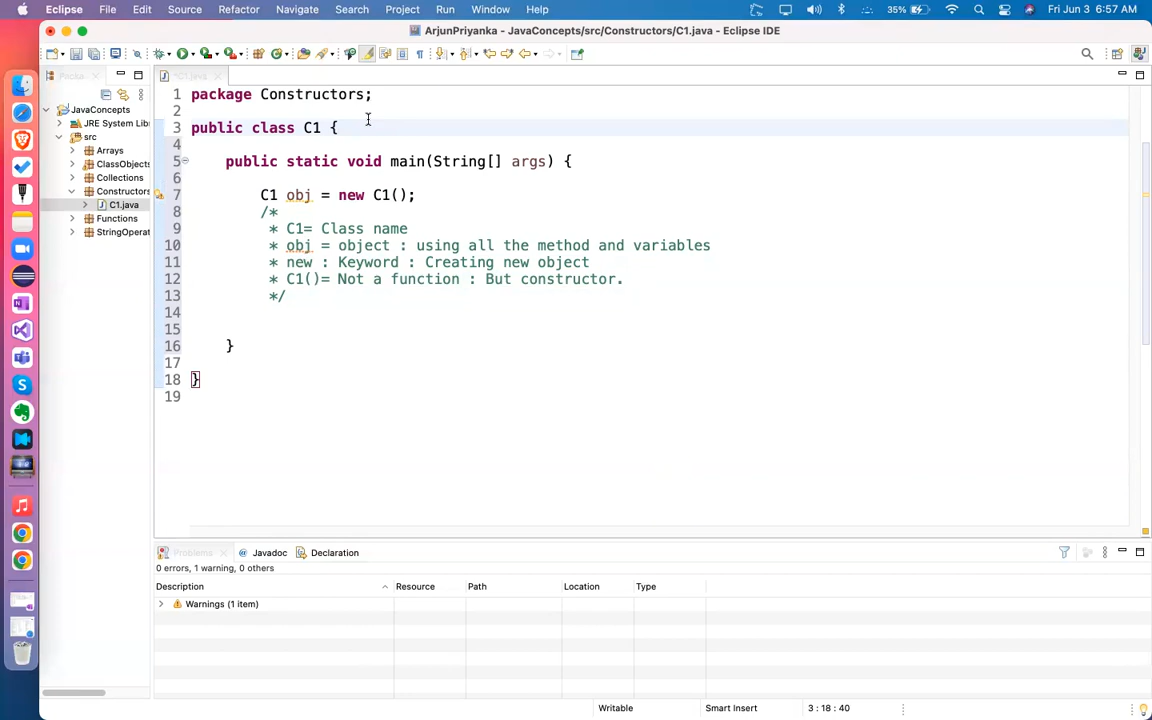 Eclipse File Edit Source Refactor Navigate Search Project Run Window Help 35% Fri Jun 3 6:57 AM
ArjunPriyanka - JavaConcepts/src/Constructors/C1.java - Eclipse IDE
C1.java
1 package Constructors;
2
3 public class C1 {
4
5 public static void main(String[] args) {
6
7 C1 obj = new C1();
8 /*
9 * C1= Class name
10 * obj = object : using all the method and variables
11 * new : Keyword : Creating new object
12 * C1()= Not a function : But constructor.
13 */
14
15
16 }
17
18 }
19
JavaConcepts
JRE System Lib
src
Arrays
ClassObjects
Collections
Constructors
C1.java
Functions
StringOperat
Problems Javadoc Declaration
0 errors, 1 warning, 0 others
Description Resource Path Location Type
Warnings (1 item)
Writable Smart Insert 3 : 18 : 40